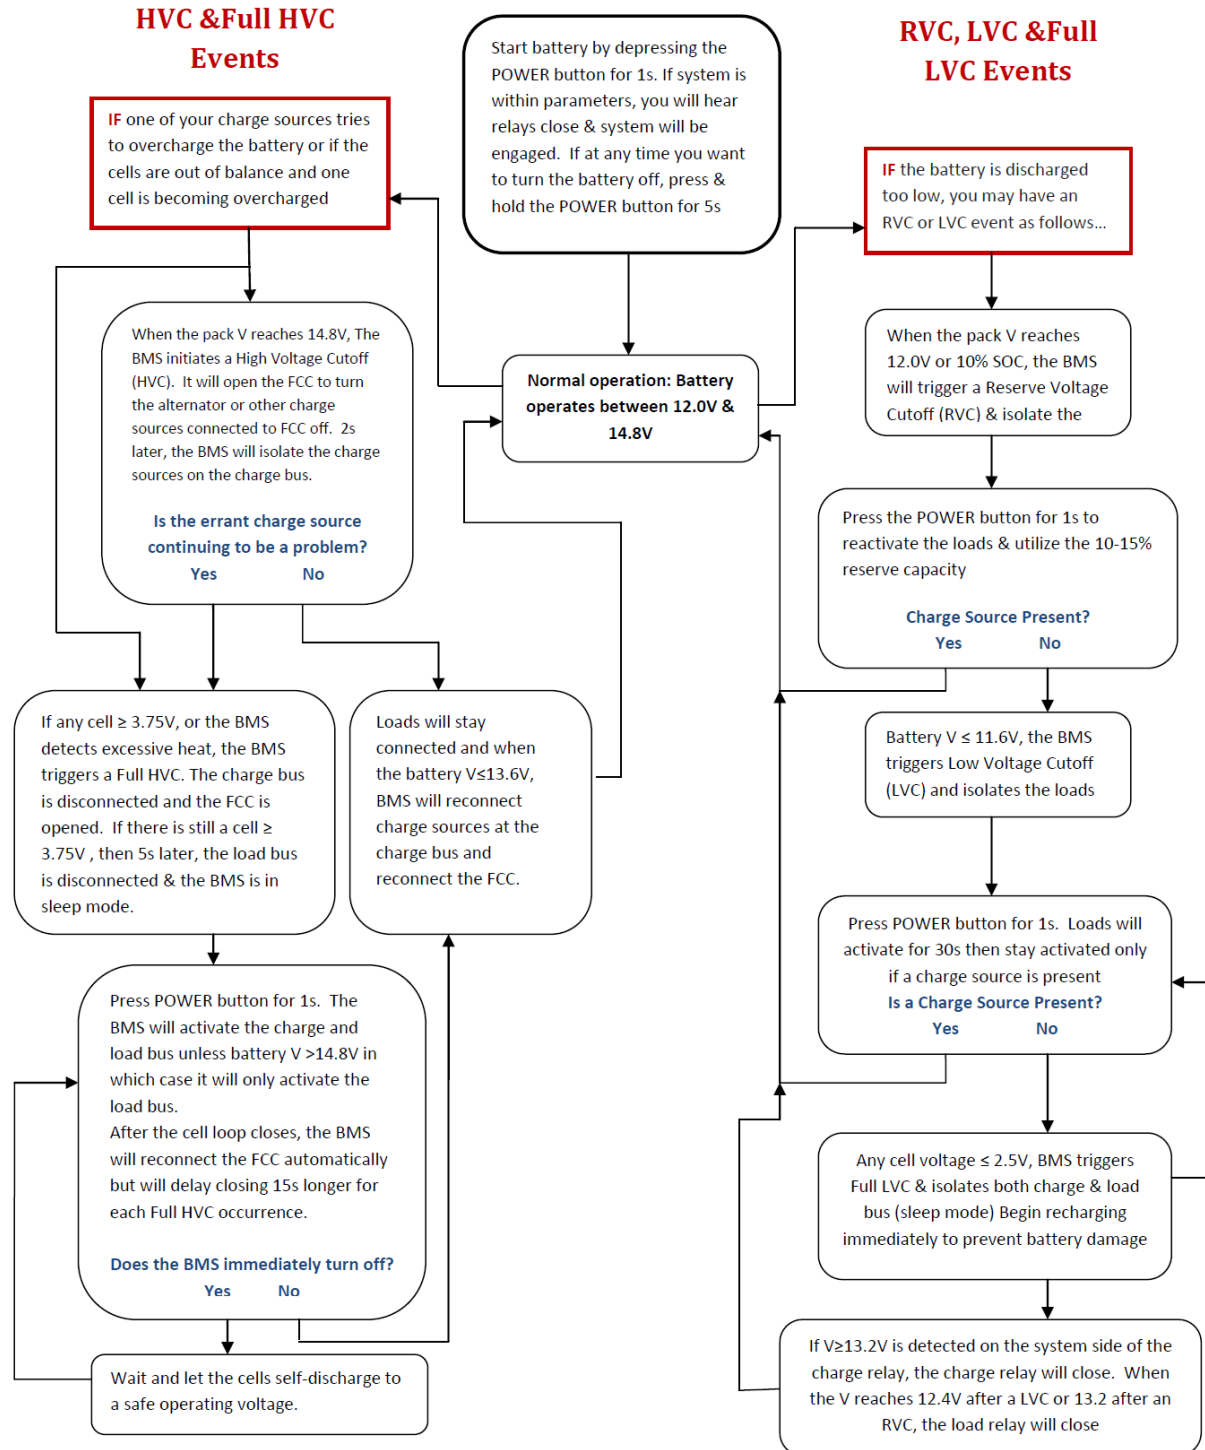 HVC &Full HVC
Events
IF one of your charge sources tries
to overcharge the battery or if the
cells are out of balance and one
cell is becoming overcharged
When the pack V reaches 14.8V, The
BMS initiates a High Voltage Cutoff
(HVC).  It will open the FCC to turn
the alternator or other charge
sources connected to FCC off.  2s
later, the BMS will isolate the charge
sources on the charge bus.
Is the errant charge source
continuing to be a problem?
Yes No
If any cell ≥ 3.75V, or the BMS
detects excessive heat, the BMS
triggers a Full HVC. The charge bus
is disconnected and the FCC is
opened.  If there is still a cell ≥
3.75V , then 5s later, the load bus
is disconnected & the BMS is in
sleep mode.
Loads will stay
connected and when
the battery V≤13.6V,
BMS will reconnect
charge sources at the
charge bus and
reconnect the FCC.
Press POWER button for 1s.  The
BMS will activate the charge and
load bus unless battery V >14.8V in
which case it will only activate the
load bus.
After the cell loop closes, the BMS
will reconnect the FCC automatically
but will delay closing 15s longer for
each Full HVC occurrence.
Does the BMS immediately turn off?
Yes No
Wait and let the cells self-discharge to
a safe operating voltage.
Start battery by depressing the
POWER button for 1s. If system is
within parameters, you will hear
relays close & system will be
engaged.  If at any time you want
to turn the battery off, press &
hold the POWER button for 5s
Normal operation: Battery
operates between 12.0V &
14.8V
RVC, LVC &Full
LVC Events
IF the battery is discharged
too low, you may have an
RVC or LVC event as follows...
When the pack V reaches
12.0V or 10% SOC, the BMS
will trigger a Reserve Voltage
Cutoff (RVC) & isolate the
Press the POWER button for 1s to
reactivate the loads & utilize the 10-15%
reserve capacity
Charge Source Present?
Yes No
Battery V ≤ 11.6V, the BMS
triggers Low Voltage Cutoff
(LVC) and isolates the loads
Press POWER button for 1s.  Loads will
activate for 30s then stay activated only
if a charge source is present
Is a Charge Source Present?
Yes No
Any cell voltage ≤ 2.5V, BMS triggers
Full LVC & isolates both charge & load
bus (sleep mode) Begin recharging
immediately to prevent battery damage
If V≥13.2V is detected on the system side of the
charge relay, the charge relay will close.  When
the V reaches 12.4V after a LVC or 13.2 after an
RVC, the load relay will close